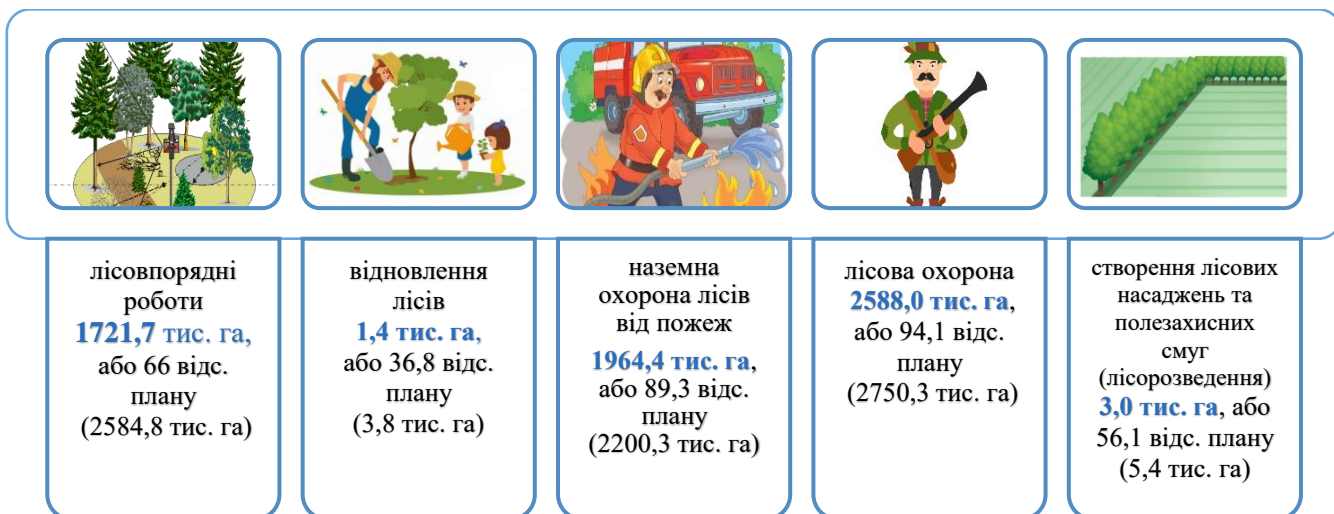 лісовпорядні
роботи
1721,7 тис. га,
або 66 відс.
плану
(2584,8 тис. га)
відновлення
лісів
1,4 тис. га,
або 36,8 відс.
плану
(3,8 тис. га)
наземна
охорона лісів
від пожеж
1964,4 тис. га,
або 89,3 відс.
плану
(2200,3 тис. га)
лісова охорона
2588,0 тис. га,
або 94,1 відс.
плану
(2750,3 тис. га)
створення лісових
насаджень та
полезахисних
смуг
(лісорозведення)
3,0 тис. га, або
56,1 відс. плану
(5,4 тис. га)